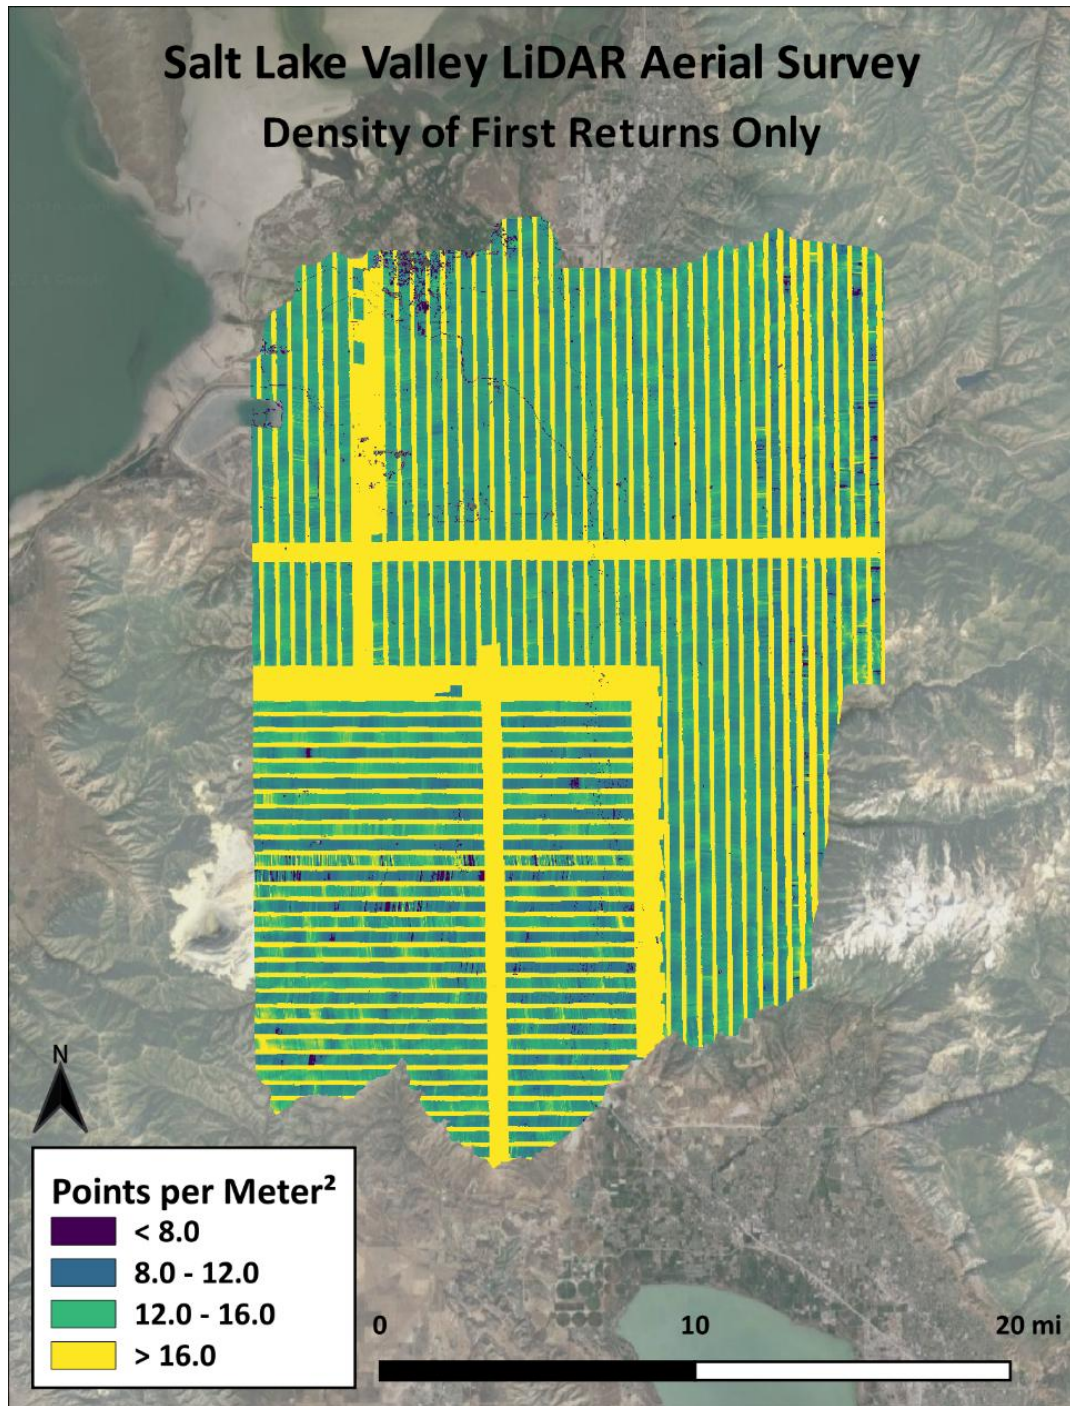 Salt Lake Valley LiDAR Aerial Survey
Density of First Returns Only
N
Points per Meter²
< 8.0
8.0 - 12.0
12.0 - 16.0
> 16.0
0 10 20 mi